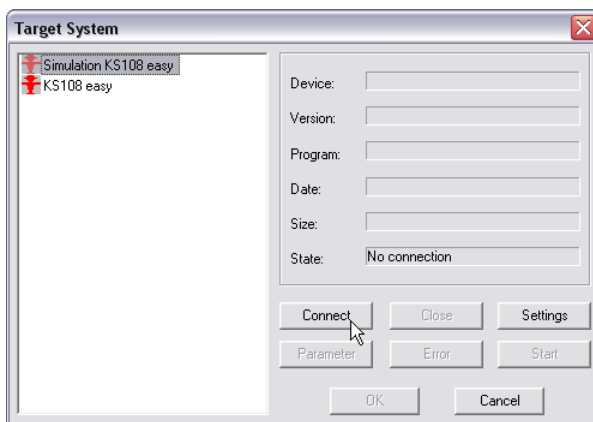 Target System
Simulation KS108 easy
KS108 easy
Device:
Version:
Program:
Date:
Size:
State: No connection
Connect Close Settings
Parameter Error Start
OK Cancel